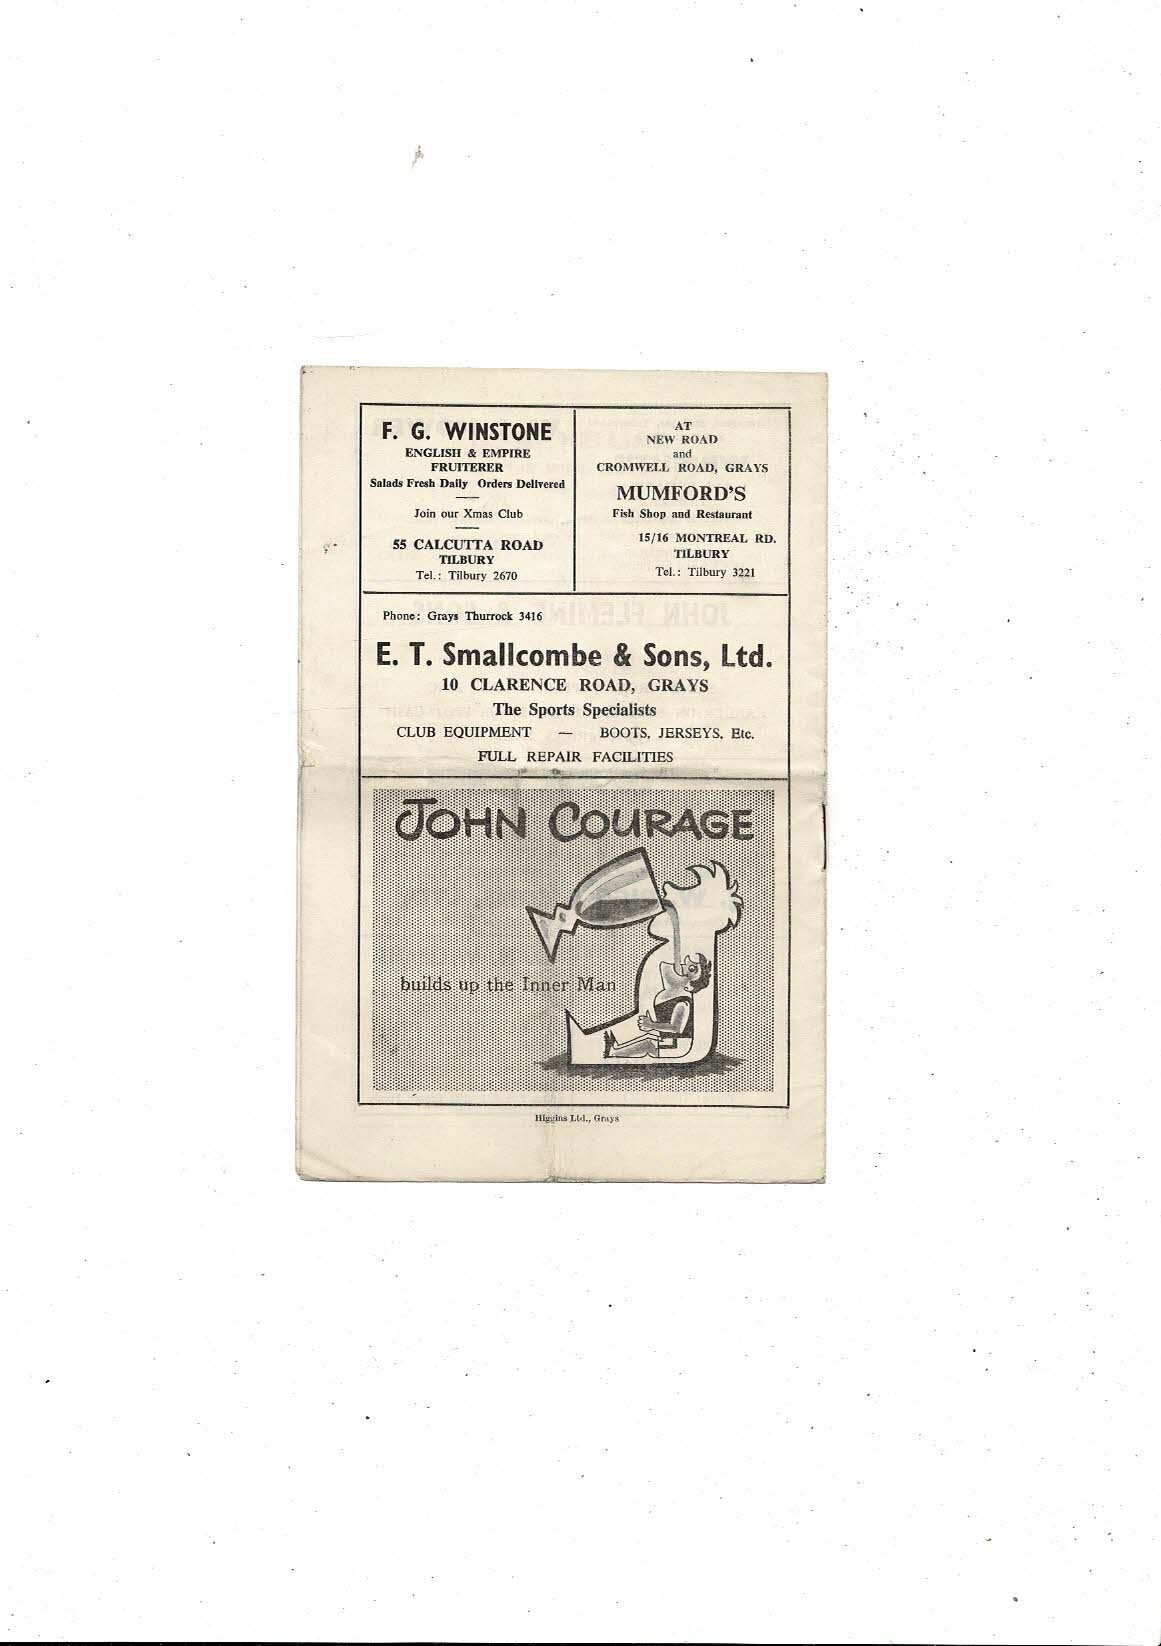 F. G. WINSTONE
ENGLISH & EMPIRE
FRUITERER
Salads Fresh Daily Orders Delivered
Join our Xmas Club
55 CALCUTTA ROAD
TILBURY
Tel.: Tilbury 2670
AT
NEW ROAD
and
CROMWELL ROAD, GRAYS
MUMFORD'S
Fish Shop and Restaurant
15/16 MONTREAL RD.
TILBURY
Tel.: Tilbury 3221
Phone: Grays Thurrock 3416
E. T. Smallcombe & Sons, Ltd.
10 CLARENCE ROAD, GRAYS
The Sports Specialists
CLUB EQUIPMENT — BOOTS, JERSEYS, Etc.
FULL REPAIR FACILITIES
JOHN COURAGE
builds up the Inner Man
Higgins Ltd., Grays